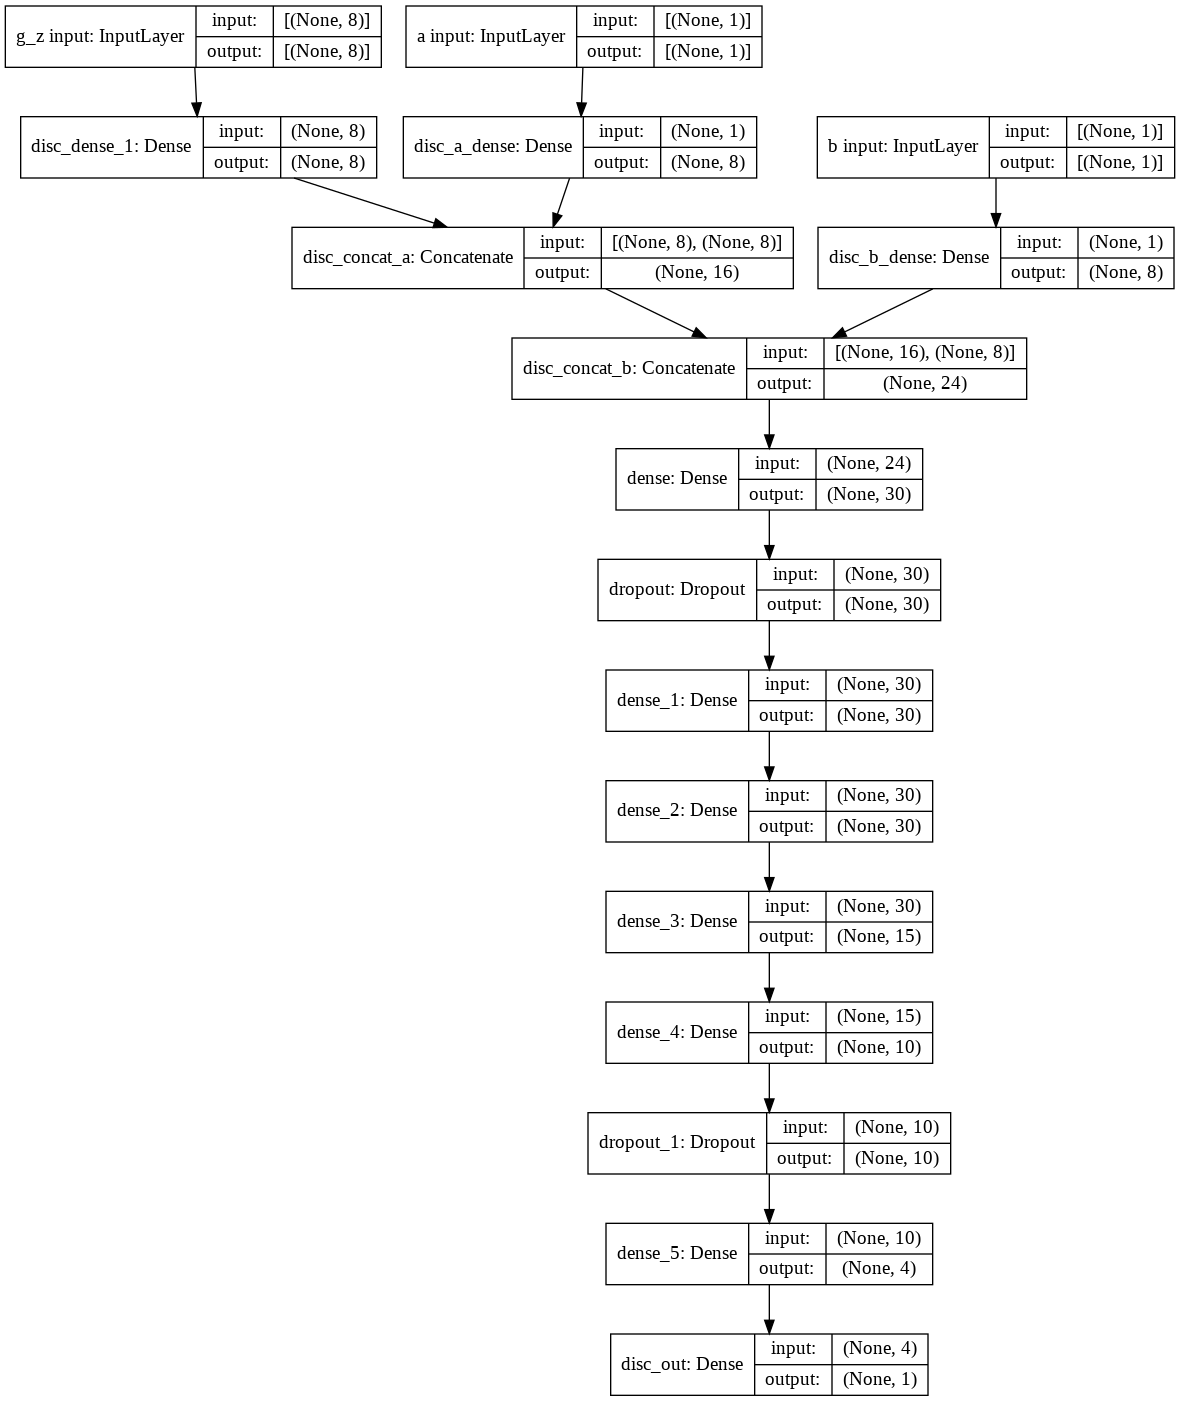 g_z input: InputLayer
input: [(None, 8)]
output: [(None, 8)]
a input: InputLayer
input: [(None, 1)]
output: [(None, 1)]
disc_dense_1: Dense
input: (None, 8)
output: (None, 8)
disc_a_dense: Dense
input: (None, 1)
output: (None, 8)
b input: InputLayer
input: [(None, 1)]
output: [(None, 1)]
disc_concat_a: Concatenate
input: [(None, 8), (None, 8)]
output: (None, 16)
disc_b_dense: Dense
input: (None, 1)
output: (None, 8)
disc_concat_b: Concatenate
input: [(None, 16), (None, 8)]
output: (None, 24)
dense: Dense
input: (None, 24)
output: (None, 30)
dropout: Dropout
input: (None, 30)
output: (None, 30)
dense_1: Dense
input: (None, 30)
output: (None, 30)
dense_2: Dense
input: (None, 30)
output: (None, 30)
dense_3: Dense
input: (None, 30)
output: (None, 15)
dense_4: Dense
input: (None, 15)
output: (None, 10)
dropout_1: Dropout
input: (None, 10)
output: (None, 10)
dense_5: Dense
input: (None, 10)
output: (None, 4)
disc_out: Dense
input: (None, 4)
output: (None, 1)